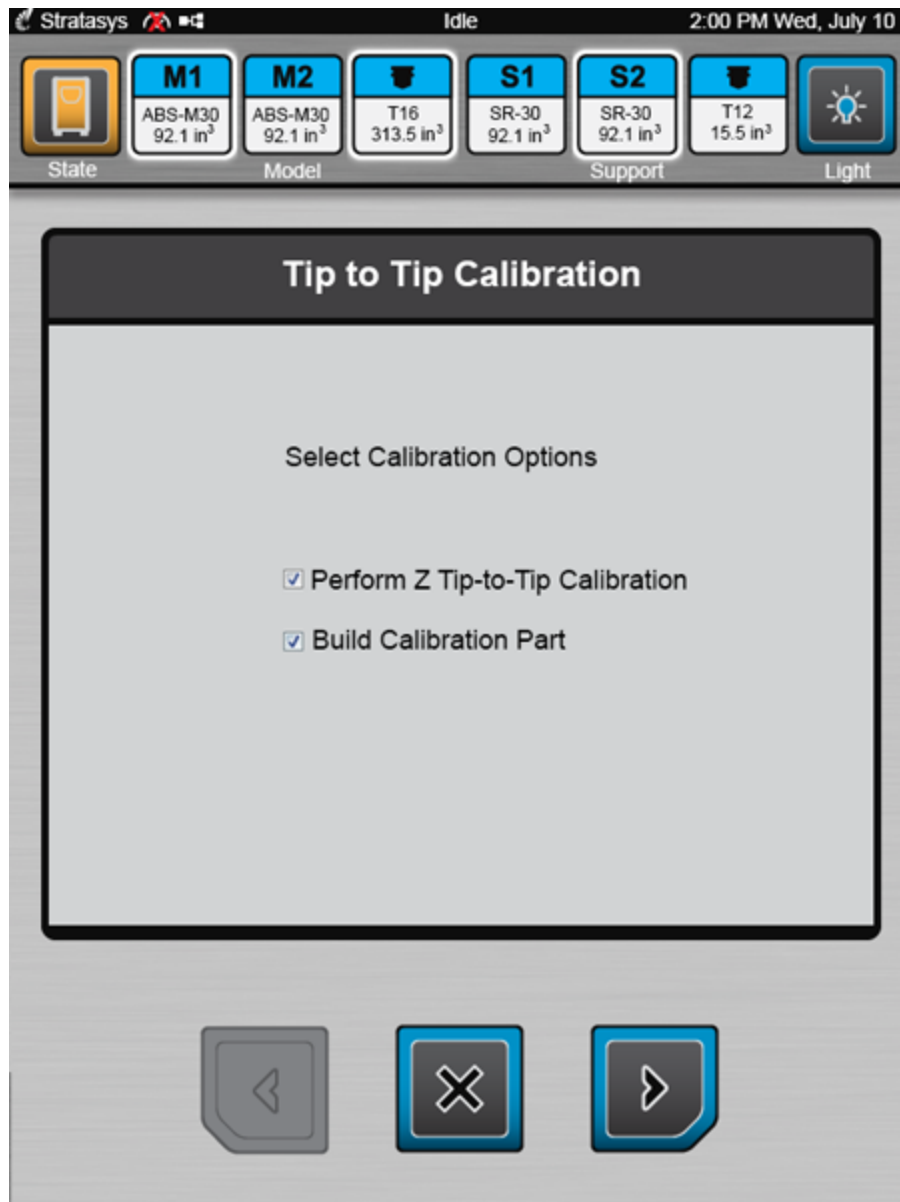 Stratasys Idle 2:00 PM Wed, July 10
M1 M2 S1 S2
ABS-M30 ABS-M30 T16 SR-30 SR-30 T12
92.1 in³ 92.1 in³ 313.5 in³ 92.1 in³ 92.1 in³ 15.5 in³
State Model Support Light
Tip to Tip Calibration
Select Calibration Options
Perform Z Tip-to-Tip Calibration
Build Calibration Part